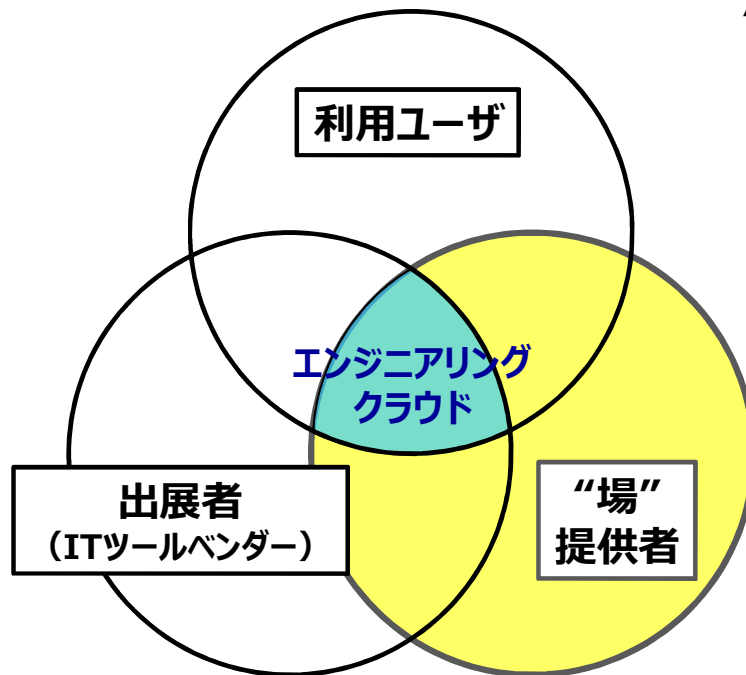 利用ユーザ
エンジニアリング
クラウド
出展者
（ITツールベンダー）
“場”
提供者